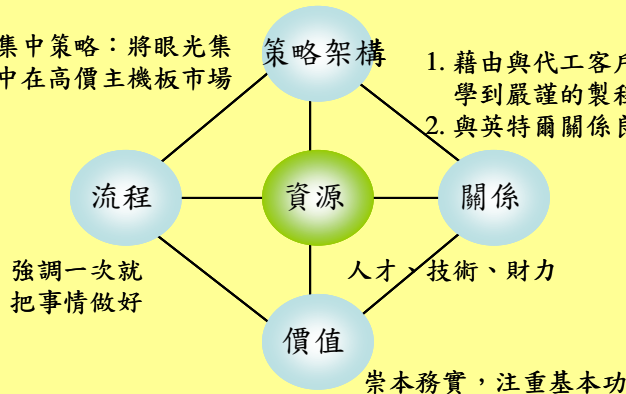 集中策略：將眼光集
中在高價主機板市場
策略架構
1. 藉由與代工客戶
學到嚴謹的製程
2. 與英特爾關係良
流程
資源
關係
強調一次就
把事情做好
人才、技術、財力
價值
崇本務實，注重基本功